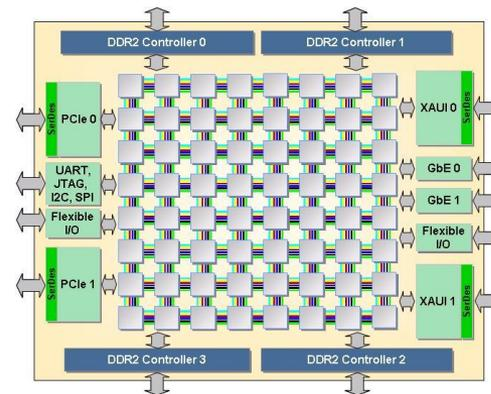 DDR2 Controller 0
DDR2 Controller 1
SerDes
PCIe 0
XAUI 0
SerDes
UART,
JTAG,
I2C, SPI
GbE 0
GbE 1
Flexible
I/O
Flexible
I/O
SerDes
PCIe 1
XAUI 1
SerDes
DDR2 Controller 3
DDR2 Controller 2